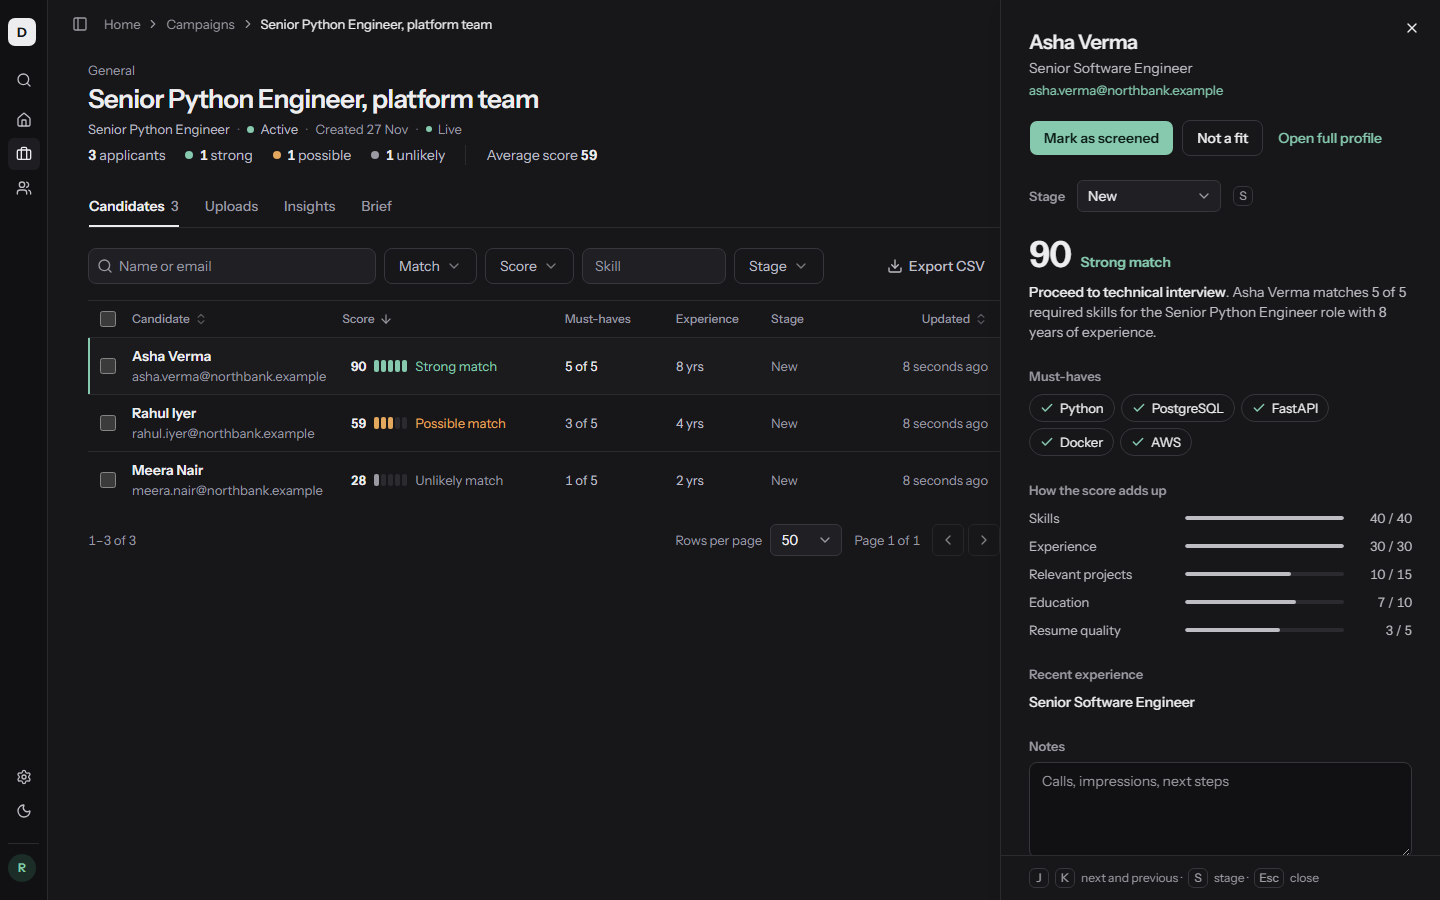 D
Home
Campaigns
Senior Python Engineer, platform team
General
Senior Python Engineer, platform team
Senior Python Engineer · Active · Created 27 Nov · Live
3 applicants 1 strong 1 possible 1 unlikely Average score 59
Candidates 3 Uploads Insights Brief
Name or email Match Score Skill Stage Export CSV
Candidate Score Must-haves Experience Stage Updated
Asha Verma
asha.verma@northbank.example
90 Strong match 5 of 5 8 yrs New 8 seconds ago
Rahul Iyer
rahul.iyer@northbank.example
59 Possible match 3 of 5 4 yrs New 8 seconds ago
Meera Nair
meera.nair@northbank.example
28 Unlikely match 1 of 5 2 yrs New 8 seconds ago
1–3 of 3 Rows per page 50 Page 1 of 1
R
Asha Verma
Senior Software Engineer
asha.verma@northbank.example
Mark as screened Not a fit Open full profile
Stage New S
90 Strong match
Proceed to technical interview. Asha Verma matches 5 of 5
required skills for the Senior Python Engineer role with 8
years of experience.
Must-haves
Python PostgreSQL FastAPI
Docker AWS
How the score adds up
Skills 40 / 40
Experience 30 / 30
Relevant projects 10 / 15
Education 7 / 10
Resume quality 3 / 5
Recent experience
Senior Software Engineer
Notes
Calls, impressions, next steps
J K next and previous · S stage · Esc close